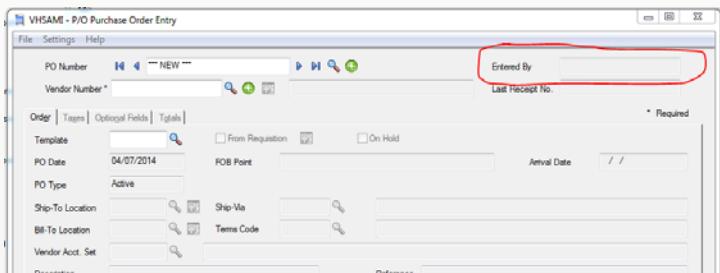 VHSAMI - P/O Purchase Order Entry
File Settings Help
PO Number *** NEW *** Entered By
Vendor Number * Last Receipt No.
Order Taxes Optional Fields Totals * Required
Template From Requisition On Hold
PO Date 04/07/2014 FOB Point Arrival Date / /
PO Type Active
Ship-To Location Ship-Via
Bill-To Location Terms Code
Vendor Acct. Set
Description Reference